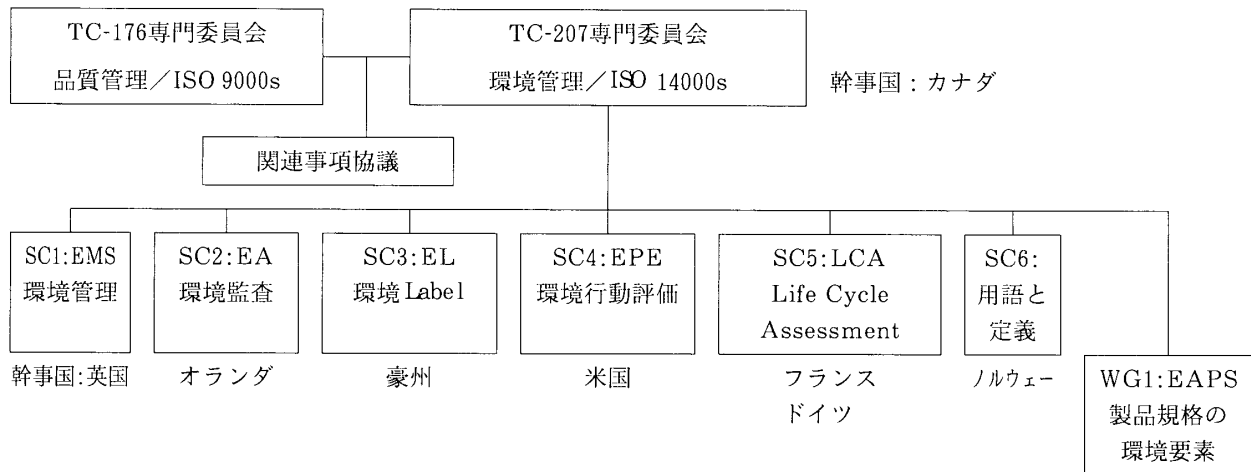 TC-176専門委員会
品質管理/ISO 9000s
TC-207専門委員会
環境管理/ISO 14000s
幹事国:カナダ
関連事項協議
SC1:EMS
環境管理
幹事国:英国
SC2:EA
環境監査
オランダ
SC3:EL
環境Label
豪州
SC4:EPE
環境行動評価
米国
SC5:LCA
Life Cycle
Assessment
フランス
ドイツ
SC6:
用語と
定義
ノルウェー
WG1:EAPS
製品規格の
環境要素